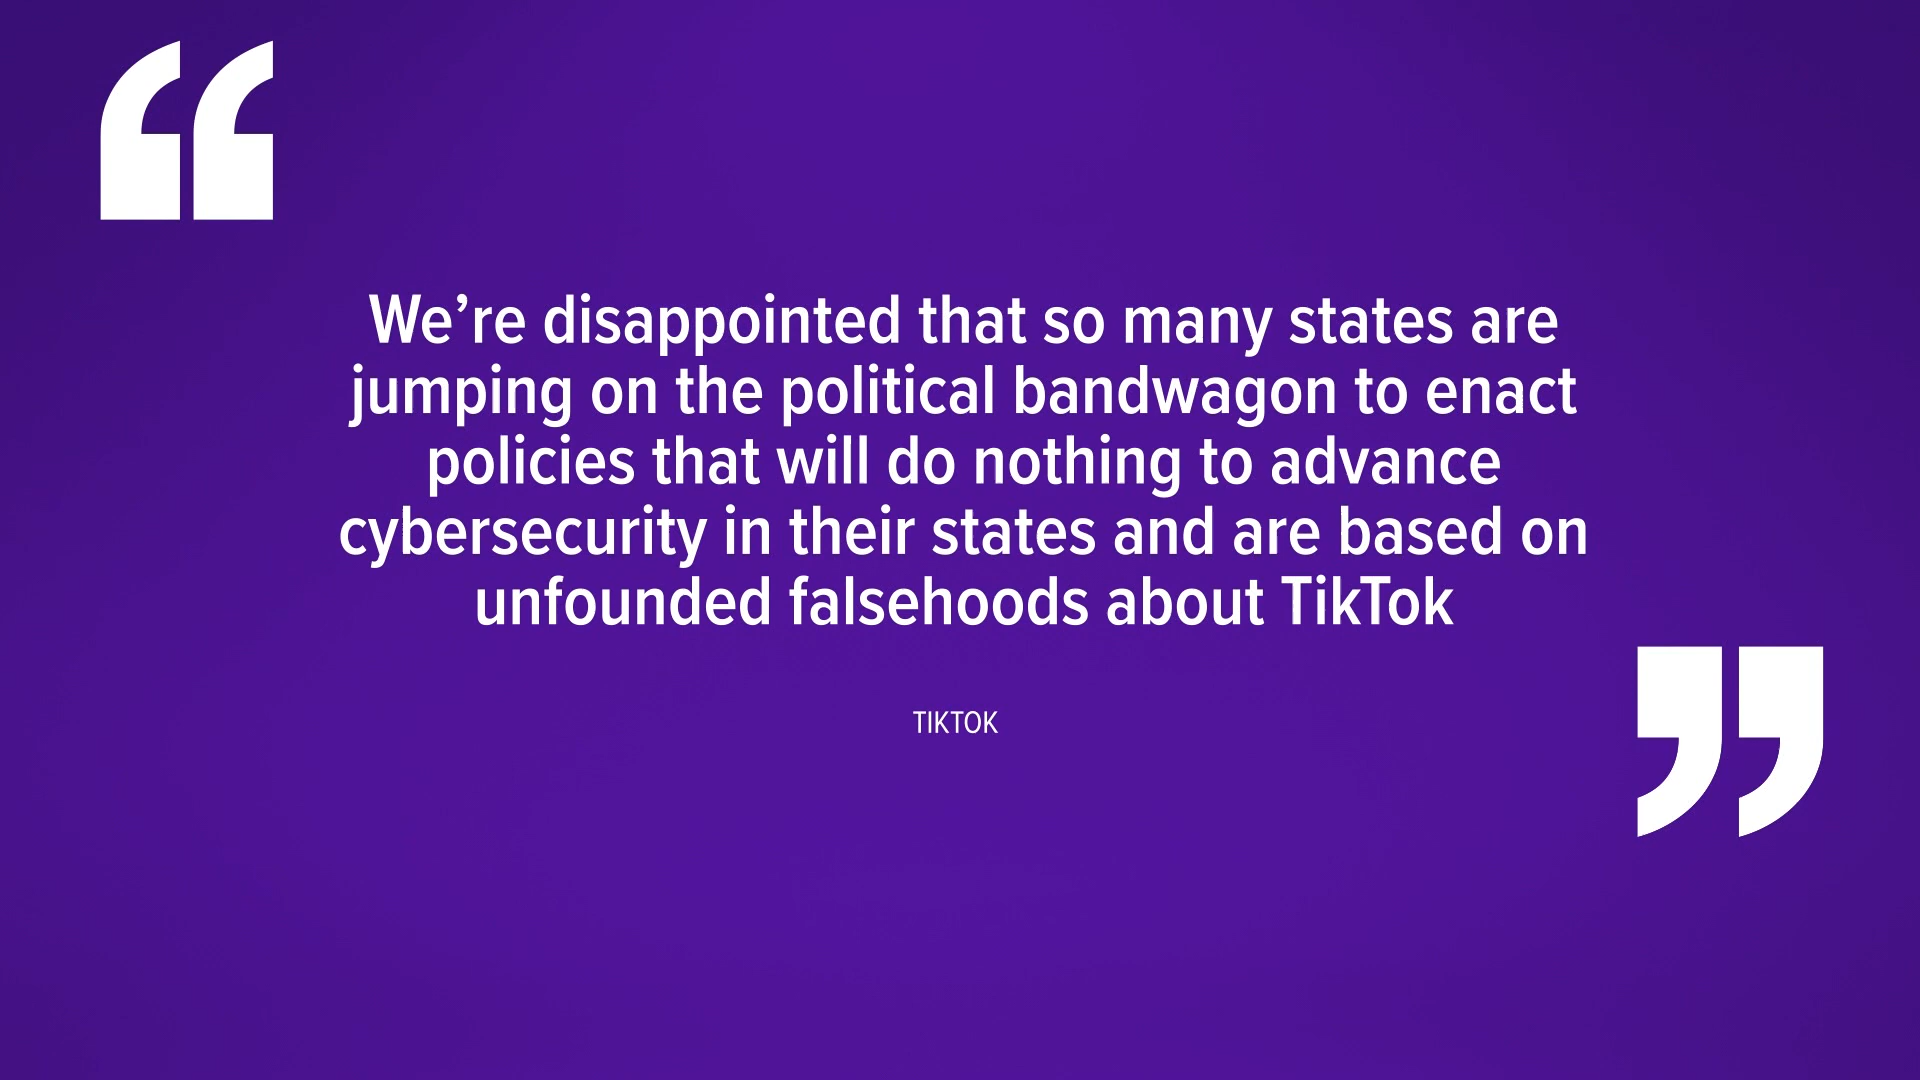 “
We’re disappointed that so many states are
jumping on the political bandwagon to enact
policies that will do nothing to advance
cybersecurity in their states and are based on
unfounded falsehoods about TikTok
”
TIKTOK